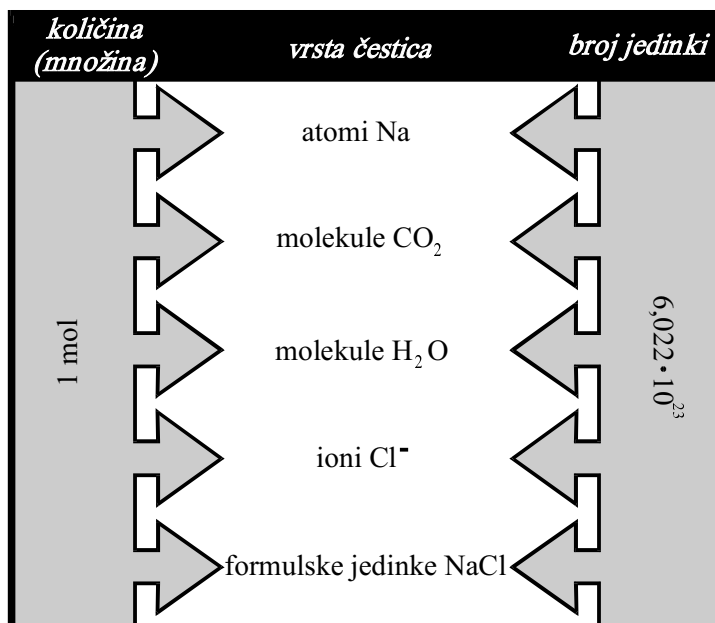 količina
(množina)
vrsta čestica
broj jedinki
atomi Na
molekule CO₂
1 mol
molekule H₂O
6,022·10²³
ioni Cl⁻
formulske jedinke NaCl